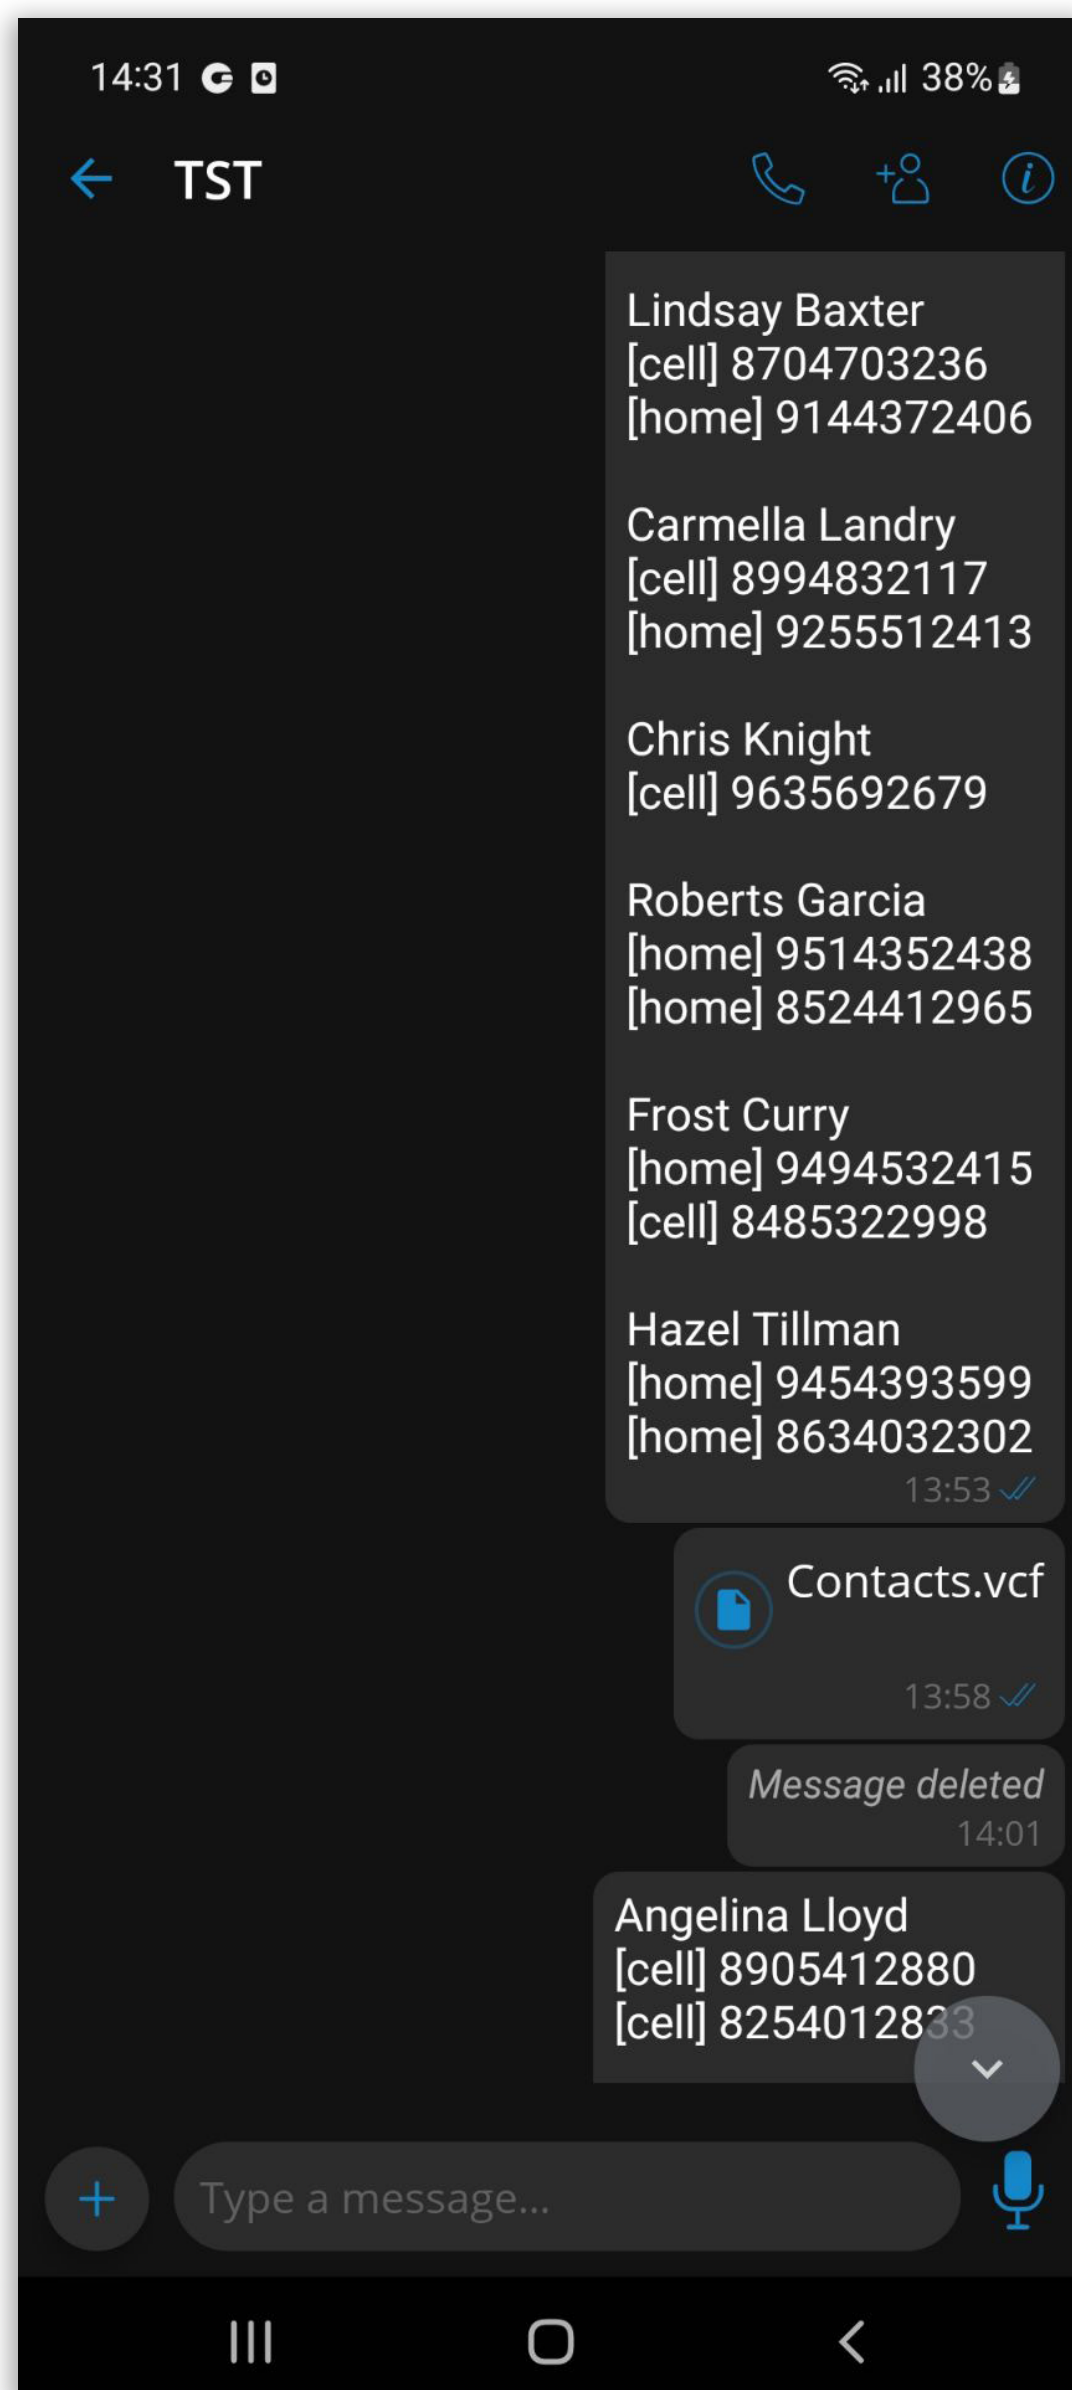 14:31
38%
TST
Lindsay Baxter
[cell] 8704703236
[home] 9144372406
Carmella Landry
[cell] 8994832117
[home] 9255512413
Chris Knight
[cell] 9635692679
Roberts Garcia
[home] 9514352438
[home] 8524412965
Frost Curry
[home] 9494532415
[cell] 8485322998
Hazel Tillman
[home] 9454393599
[home] 8634032302
13:53
Contacts.vcf
13:58
Message deleted
14:01
Angelina Lloyd
[cell] 8905412880
[cell] 8254012833
Type a message...